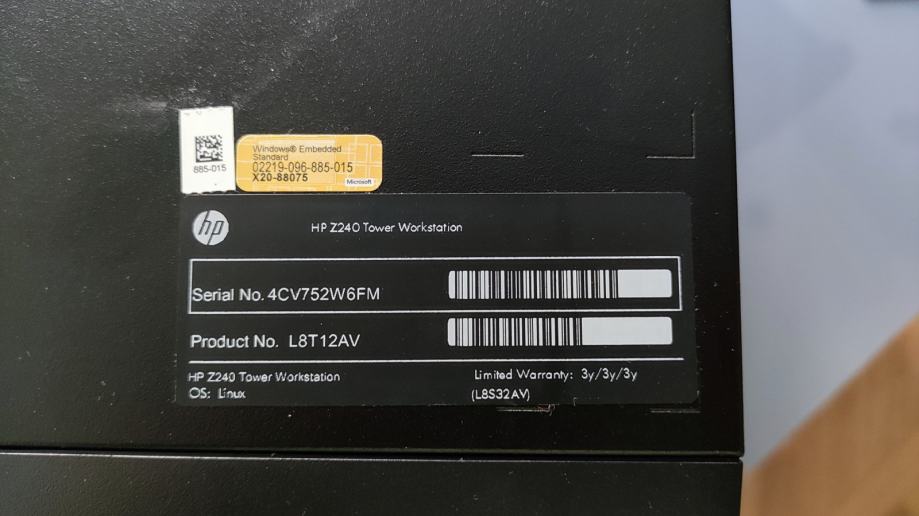 885-015
Windows® Embedded
Standard
02219-096-885-015
X20-88075
Microsoft
hp
HP Z240 Tower Workstation
Serial No. 4CV752W6FM
Product No. L8T12AV
HP Z240 Tower Workstation
OS: Linux
Limited Warranty: 3y/3y/3y
(L8S32AV)